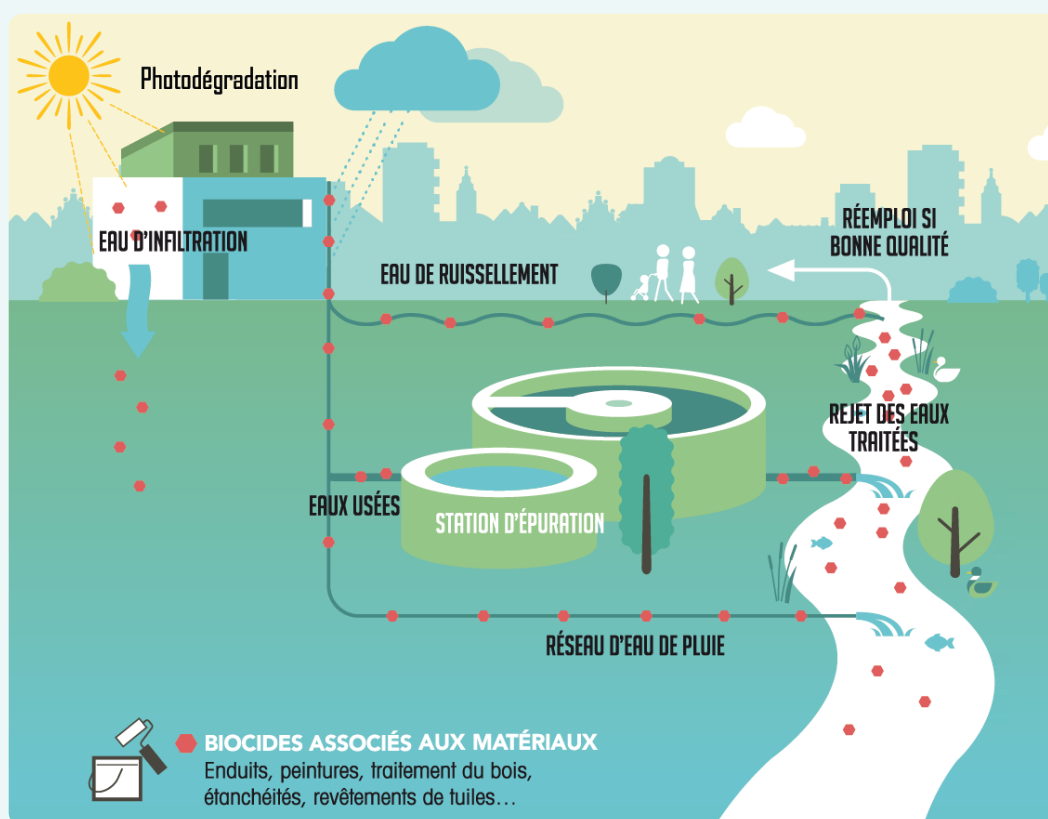 Photodégradation
EAU D'INFILTRATION
EAU DE RUISSELLEMENT
RÉEMPLOI SI
BONNE QUALITÉ
REJET DES EAUX
TRAITÉES
EAUX USÉES
STATION D'ÉPURATION
RÉSEAU D'EAU DE PLUIE
BIOCIDES ASSOCIÉS AUX MATÉRIAUX
Enduits, peintures, traitement du bois,
étanchéités, revêtements de tuiles...